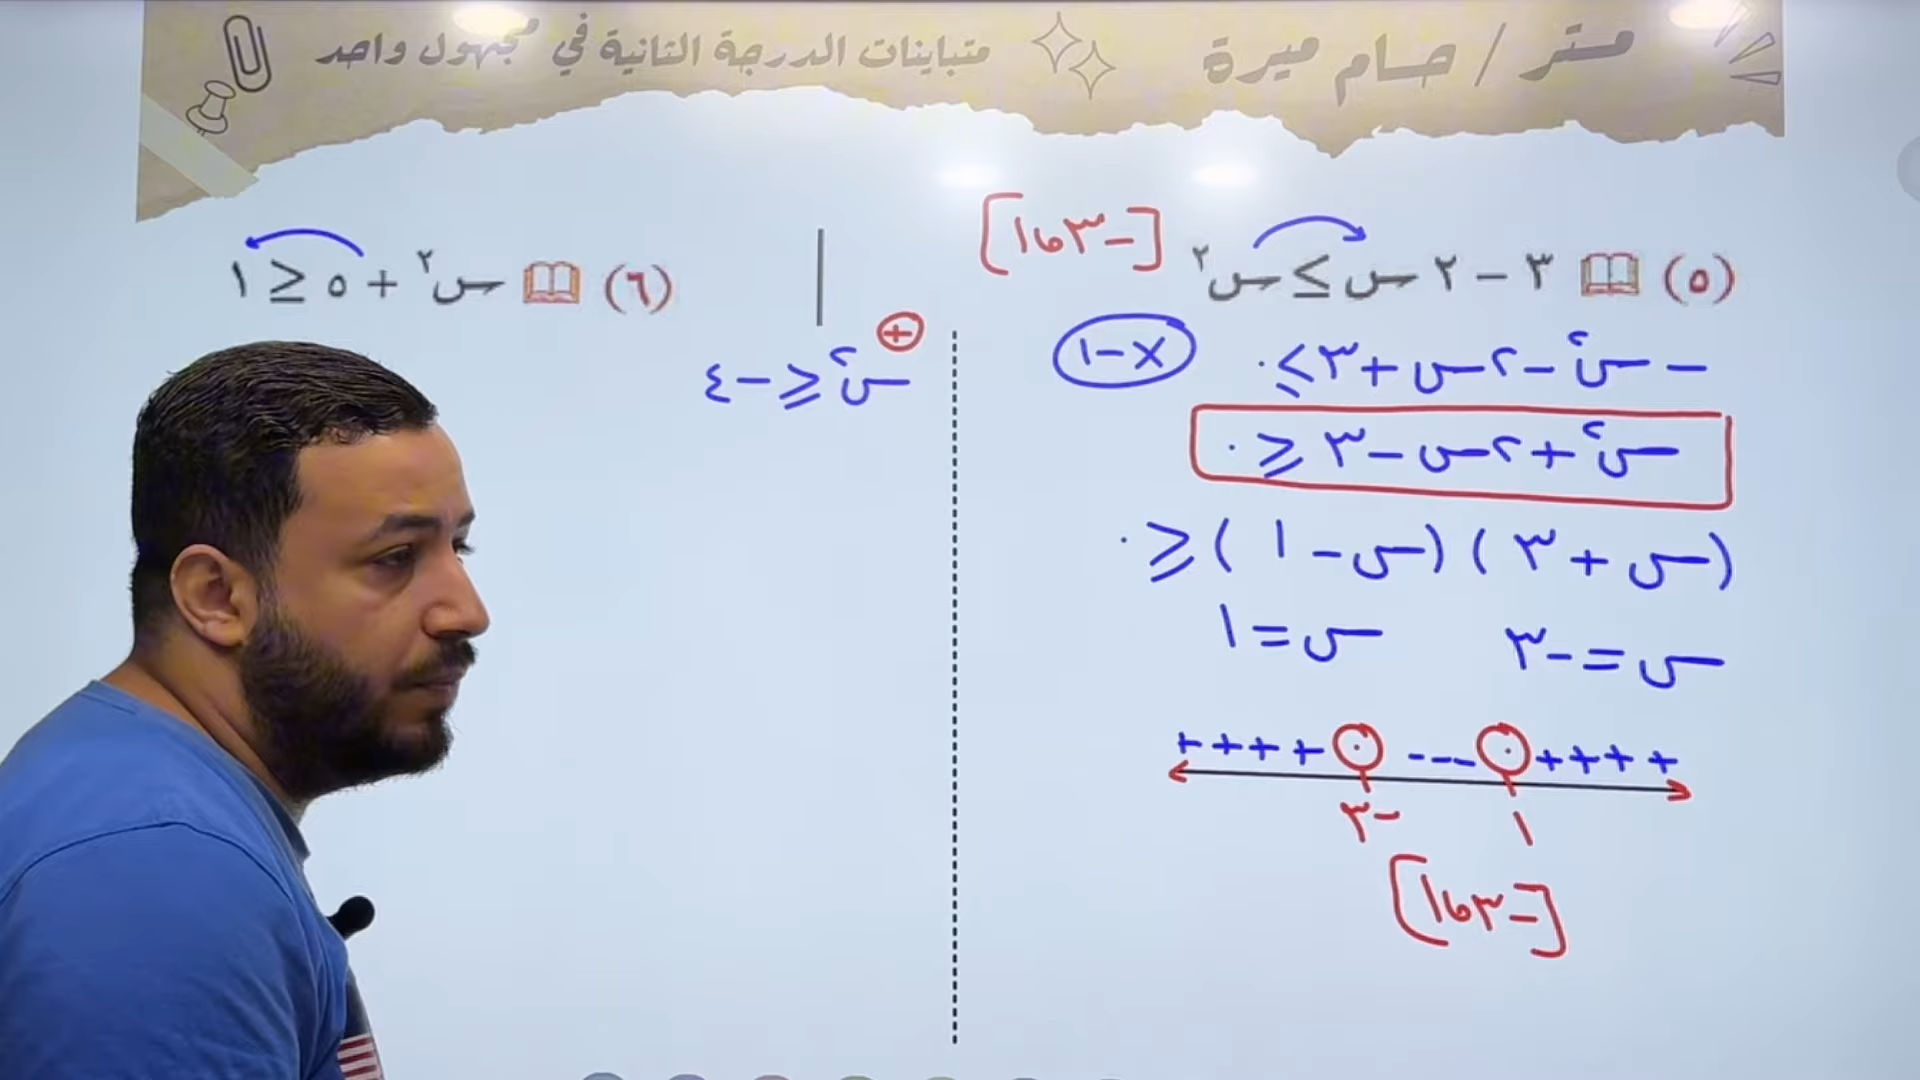 مستر / حسام ميرة متباينات الدرجة الثانية في مجهول واحد
(٥) ٣ − ٢ س ≥ س٢ [−٣ ، ١]
− س٢ − ٢س + ٣ ≥ ٠ × −١
س٢ + ٢س − ٣ ≤ ٠
(س + ٣) (س − ١) ≤ ٠
س = −٣ س = ١
+ + + + ٠ − − − ٠ + + + +
−٣ ١
[−٣ ، ١]
(٦) س٢ + ٥ ≤ ١
+
س٢ ≤ −٤